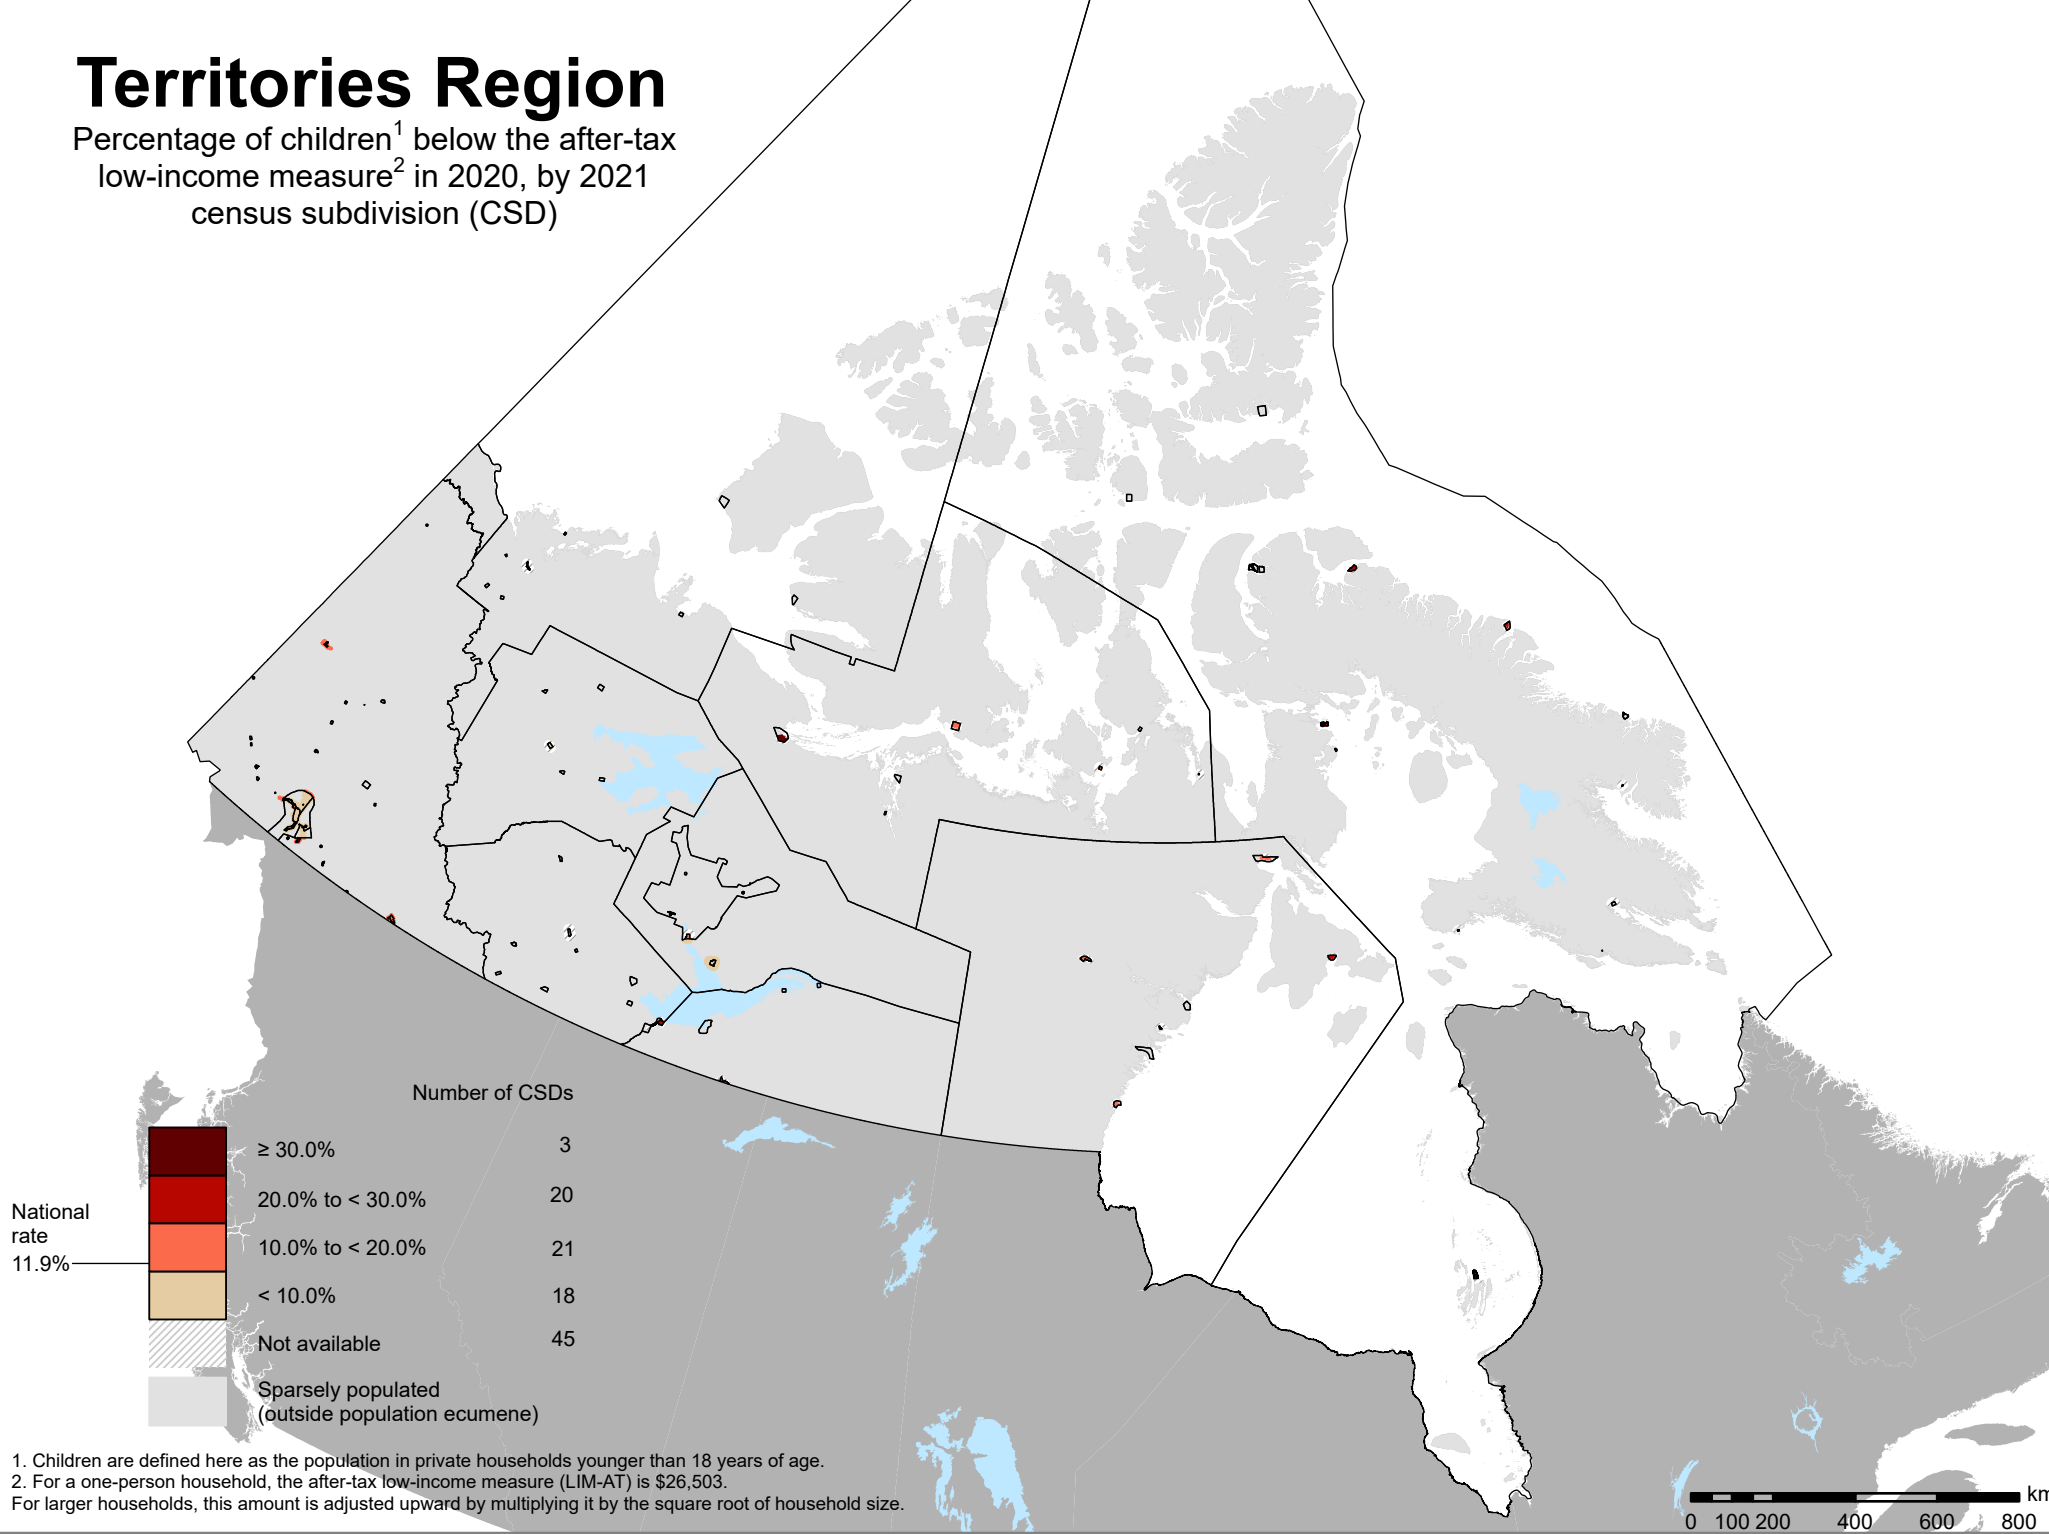 Territories Region
Percentage of children1 below the after-tax
low-income measure2 in 2020, by 2021
census subdivision (CSD)
Number of CSDs
≥ 30.0% 3
20.0% to < 30.0% 20
10.0% to < 20.0% 21
< 10.0% 18
Not available 45
Sparsely populated
(outside population ecumene)
National
rate
11.9%
1. Children are defined here as the population in private households younger than 18 years of age.
2. For a one-person household, the after-tax low-income measure (LIM-AT) is $26,503.
For larger households, this amount is adjusted upward by multiplying it by the square root of household size.
km
0 100 200 400 600 800